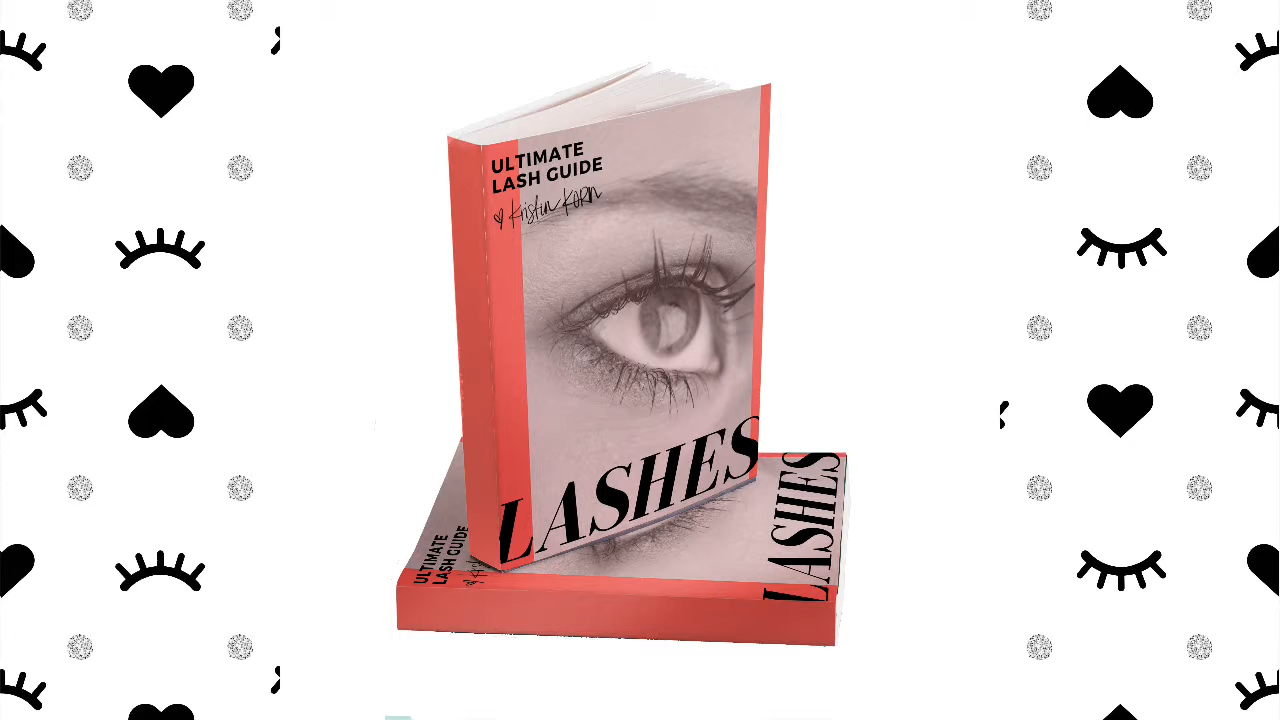 ULTIMATE
LASH GUIDE
Kristin KORN
LASHES
ULTIMATE
LASH GUIDE
LASHES